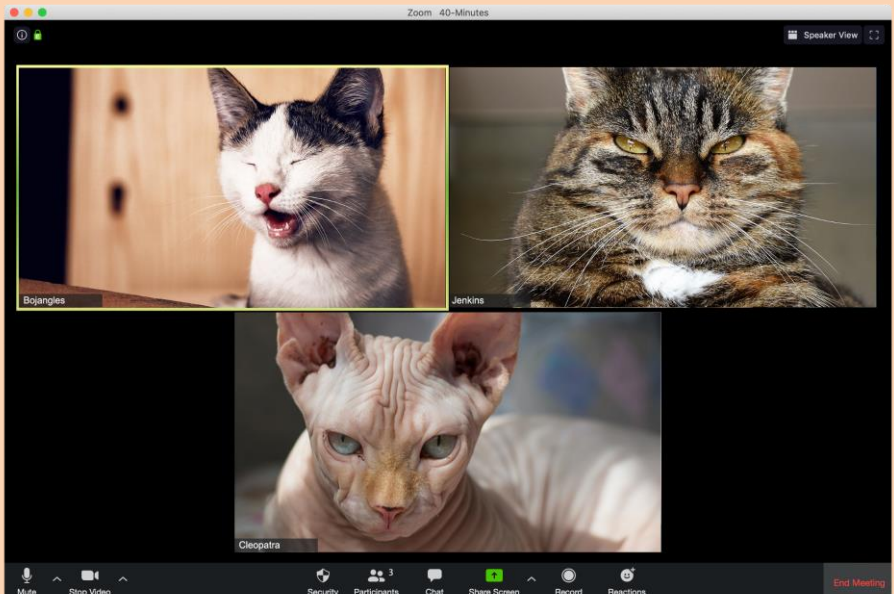 Zoom 40-Minutes
Speaker View
Bojangles
Jenkins
Cleopatra
3
Mute Stop Video Security Participants Chat Share Screen Record Reactions End Meeting